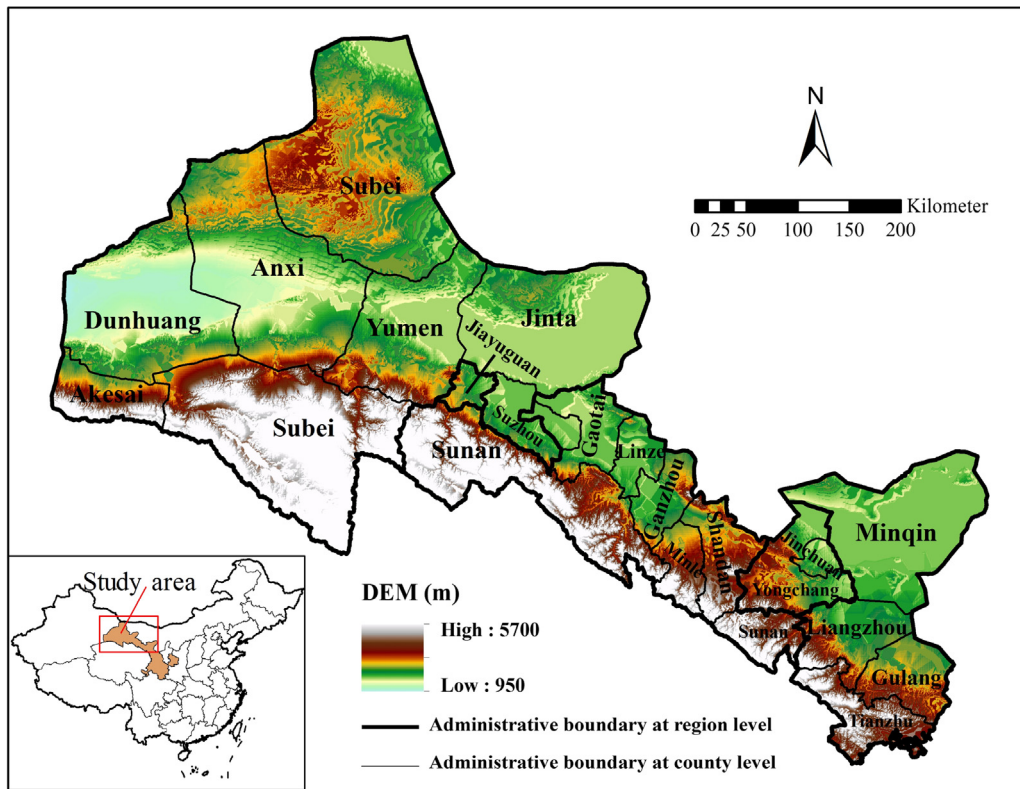 N
Kilometer
0 25 50 100 150 200
Subei
Anxi
Dunhuang
Yumen
Jinta
Jiayuguan
Akesai
Subei
Sunan
Suzhou
Gaotai
Linze
Ganzhou
Shandan
Minle
Minqin
Jinchuan
Yongchang
Sunan
Liangzhou
Gulang
Tianzhu
Study area
DEM (m)
High : 5700
Low : 950
Administrative boundary at region level
Administrative boundary at county level